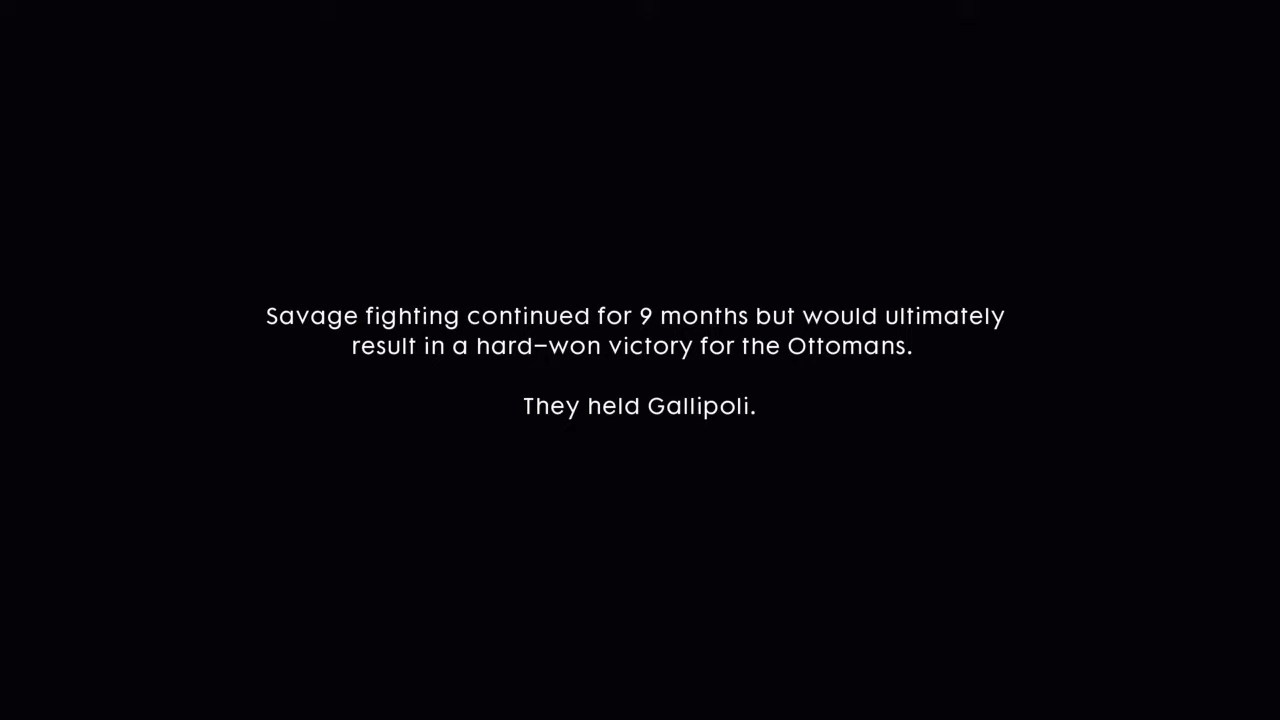 Savage fighting continued for 9 months but would ultimately
result in a hard-won victory for the Ottomans.
They held Gallipoli.